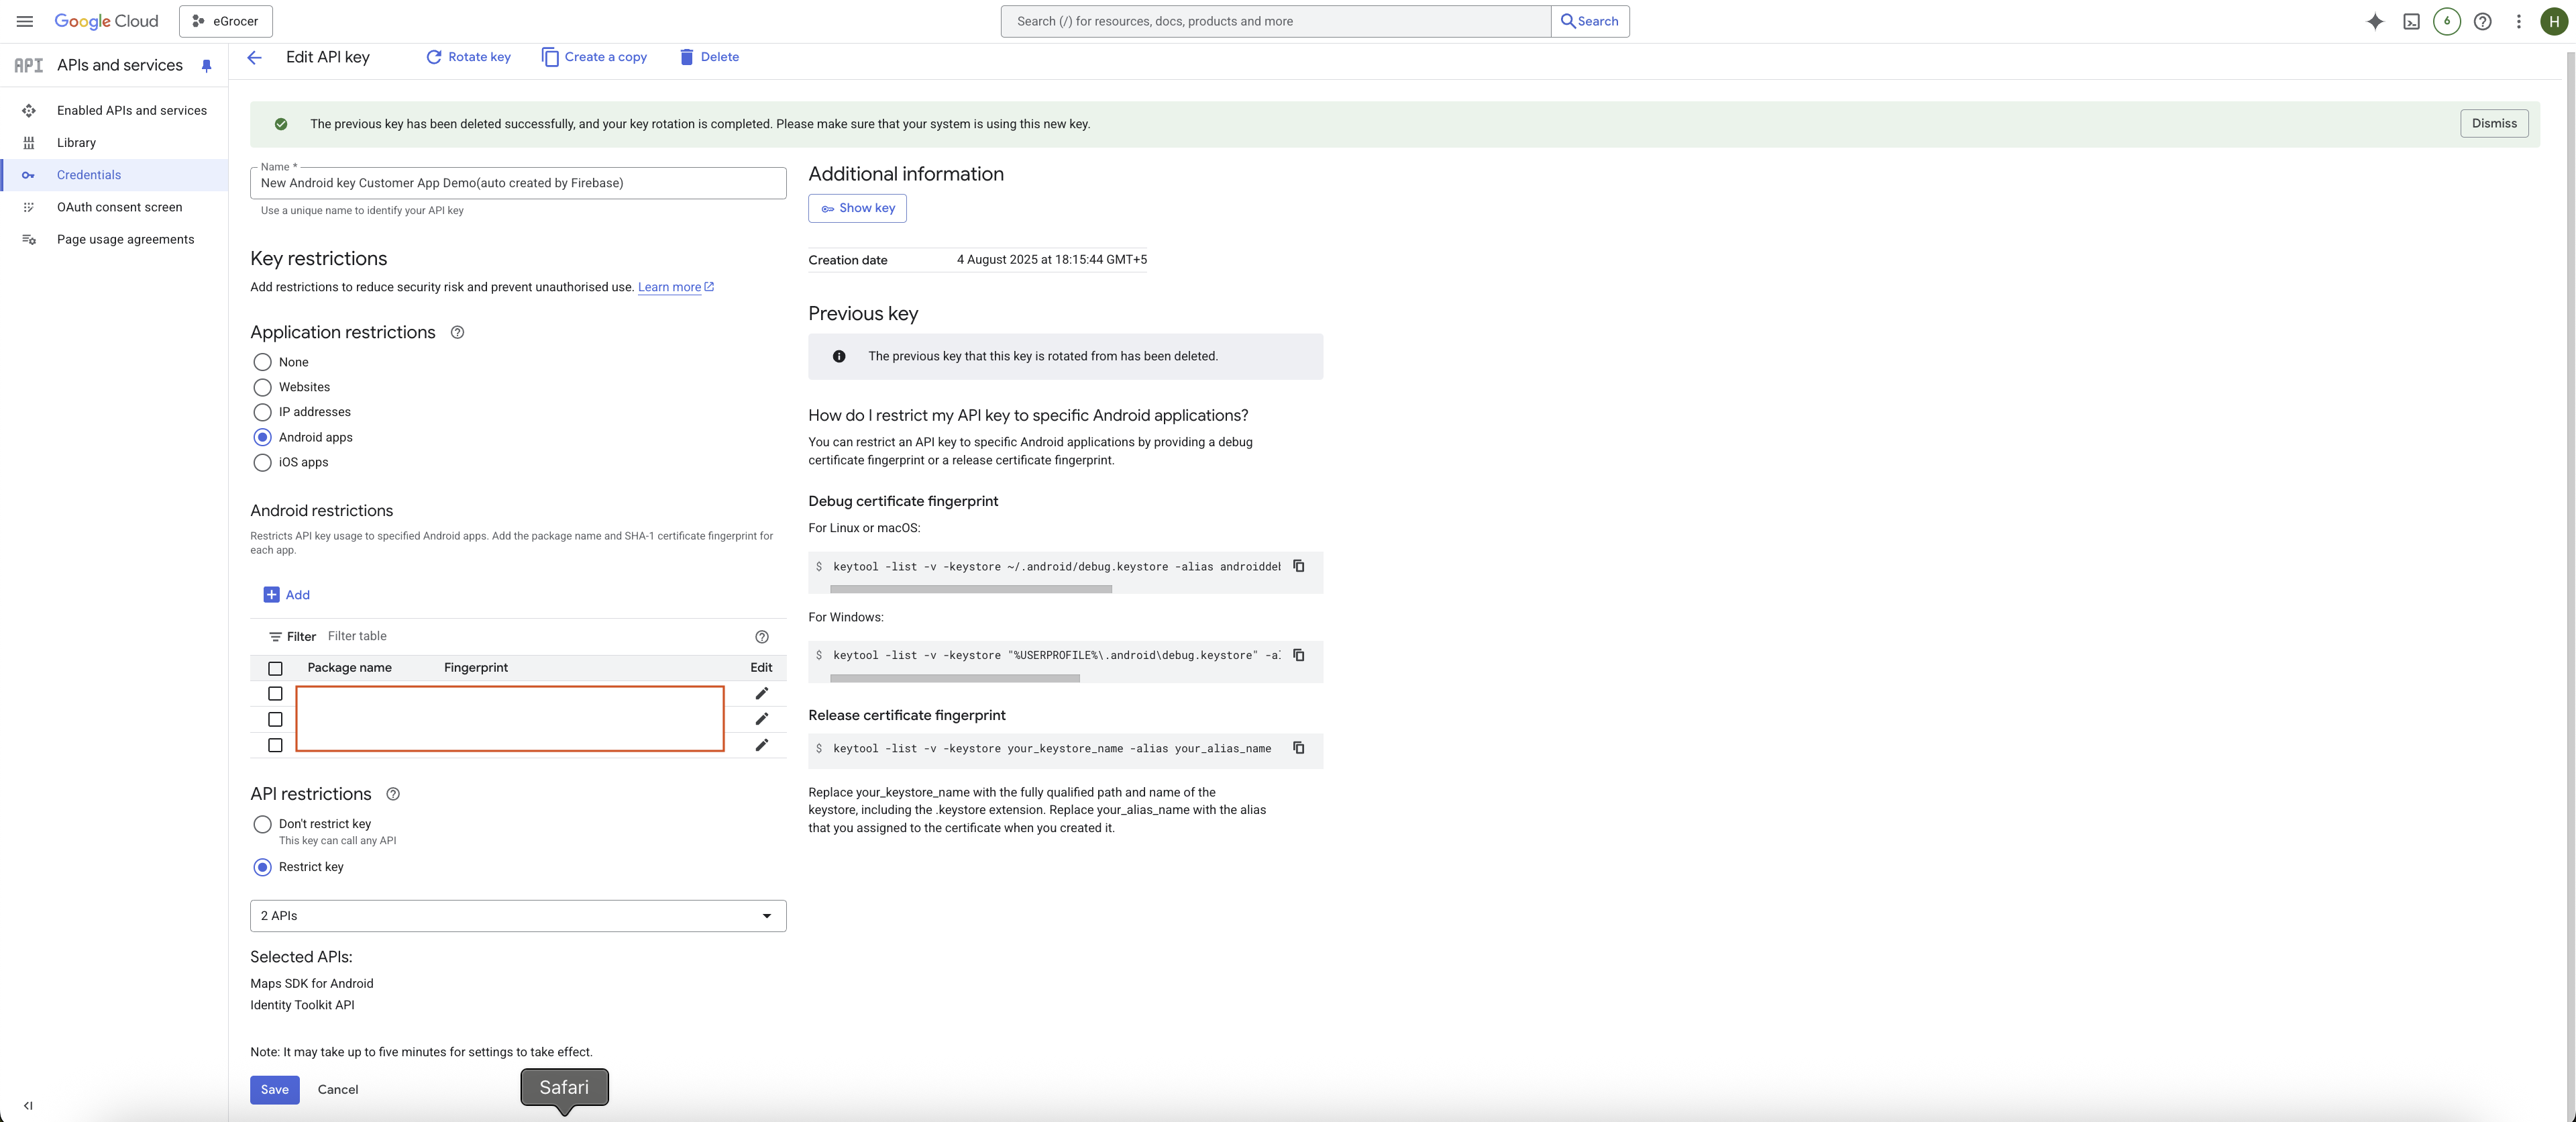 Google Cloud
eGrocer
Search (/) for resources, docs, products and more
Search
6
H
API APIs and services
Edit API key
Rotate key
Create a copy
Delete
Enabled APIs and services
Library
Credentials
OAuth consent screen
Page usage agreements
The previous key has been deleted successfully, and your key rotation is completed. Please make sure that your system is using this new key.
Dismiss
Name *
New Android key Customer App Demo(auto created by Firebase)
Use a unique name to identify your API key
Key restrictions
Add restrictions to reduce security risk and prevent unauthorised use. Learn more
Application restrictions
None
Websites
IP addresses
Android apps
iOS apps
Android restrictions
Restricts API key usage to specified Android apps. Add the package name and SHA-1 certificate fingerprint for
each app.
Add
Filter Filter table
Package name Fingerprint Edit
API restrictions
Don't restrict key
This key can call any API
Restrict key
2 APIs
Selected APIs:
Maps SDK for Android
Identity Toolkit API
Note: It may take up to five minutes for settings to take effect.
Save
Cancel
Safari
Additional information
Show key
Creation date 4 August 2025 at 18:15:44 GMT+5
Previous key
The previous key that this key is rotated from has been deleted.
How do I restrict my API key to specific Android applications?
You can restrict an API key to specific Android applications by providing a debug
certificate fingerprint or a release certificate fingerprint.
Debug certificate fingerprint
For Linux or macOS:
$ keytool -list -v -keystore ~/.android/debug.keystore -alias androiddeb
For Windows:
$ keytool -list -v -keystore "%USERPROFILE%\.android\debug.keystore" -al
Release certificate fingerprint
$ keytool -list -v -keystore your_keystore_name -alias your_alias_name
Replace your_keystore_name with the fully qualified path and name of the
keystore, including the .keystore extension. Replace your_alias_name with the alias
that you assigned to the certificate when you created it.